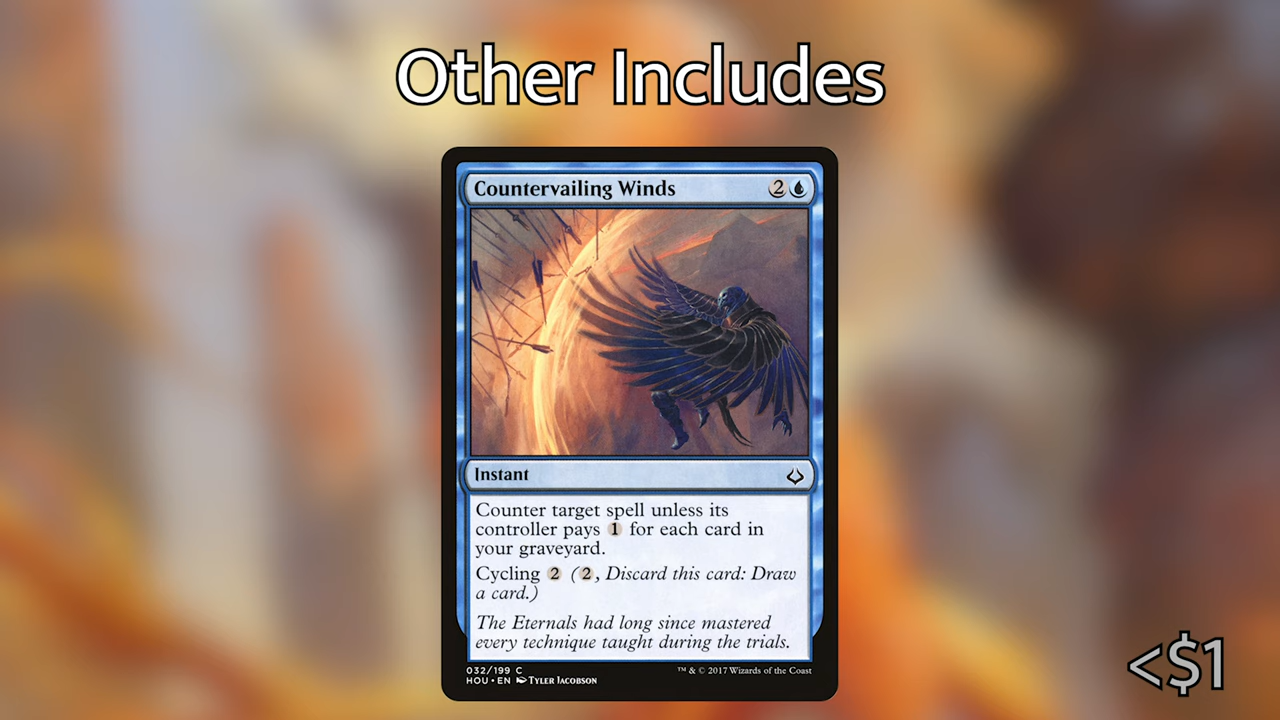 Other Includes
Countervailing Winds 2
Instant
Counter target spell unless its
controller pays 1 for each card in
your graveyard.
Cycling 2 (2, Discard this card: Draw
a card.)
The Eternals had long since mastered
every technique taught during the trials.
032/199 C
HOU • EN Tyler Jacobson
™ & © 2017 Wizards of the Coast
<$1